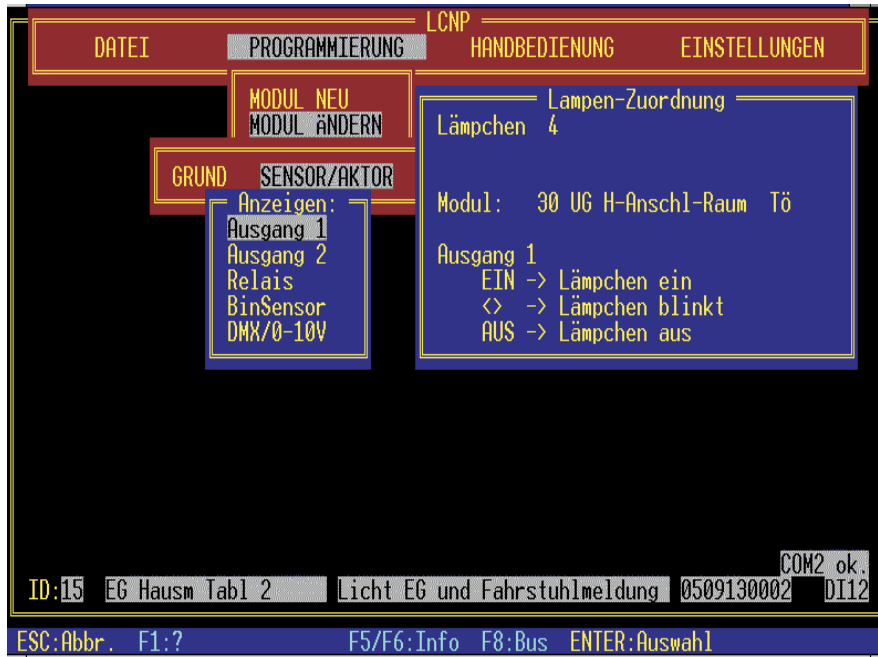 LCNP
DATEI PROGRAMMIERUNG HANDBEDIENUNG EINSTELLUNGEN
MODUL NEU
MODUL ÄNDERN
GRUND SENSOR/AKTOR
Anzeigen:
Ausgang 1
Ausgang 2
Relais
BinSensor
DMX/0-10V
Lampen-Zuordnung
Lämpchen 4
Modul: 30 UG H-Anschl-Raum Tö
Ausgang 1
EIN -> Lämpchen ein
<> -> Lämpchen blinkt
AUS -> Lämpchen aus
COM2 ok.
ID:15 EG Hausm Tabl 2 Licht EG und Fahrstuhlmeldung 0509130002 DI12
ESC:Abbr. F1:? F5/F6:Info F8:Bus ENTER:Auswahl